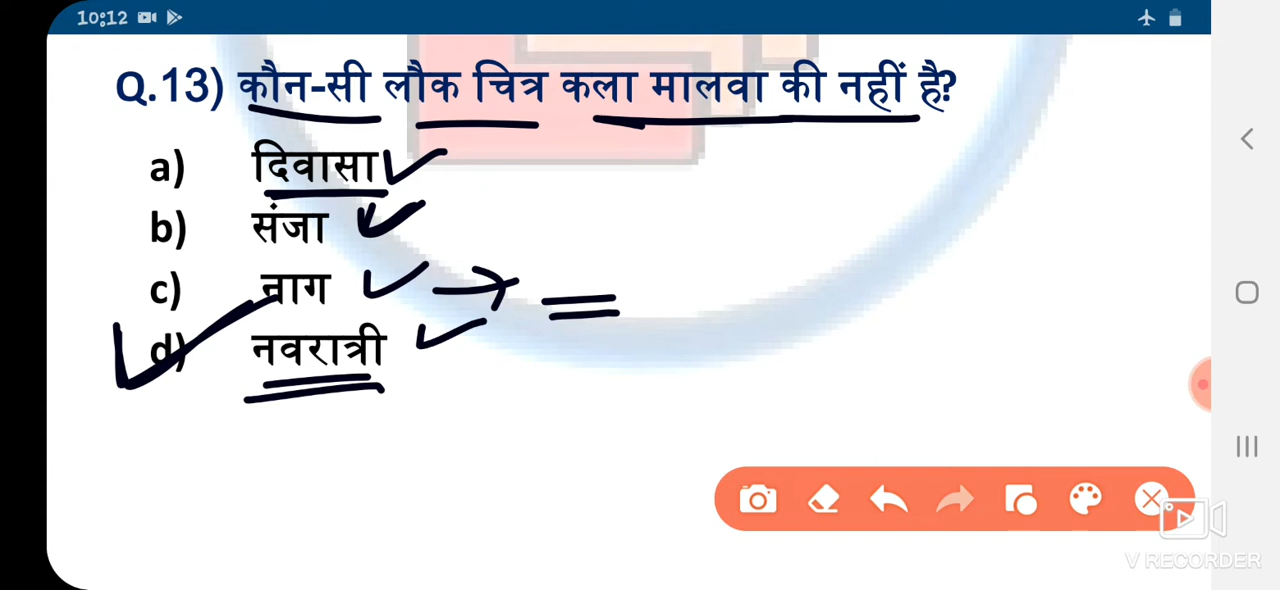 10:12
Q.13) कौन-सी लौक चित्र कला मालवा की नहीं है?
a) दिवासा
b) संजा
c) नाग
d) नवरात्री
V RECORDER